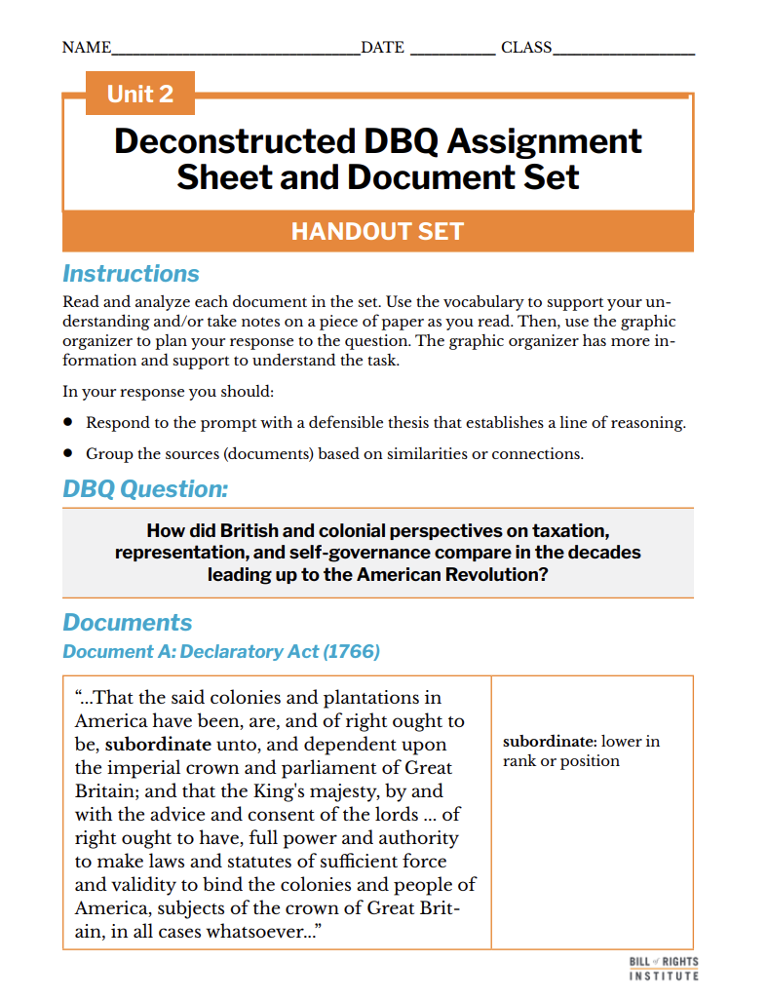 NAME________________________________DATE ___________ CLASS__________________
Unit 2
Deconstructed DBQ Assignment
Sheet and Document Set
HANDOUT SET
Instructions
Read and analyze each document in the set. Use the vocabulary to support your un-
derstanding and/or take notes on a piece of paper as you read. Then, use the graphic
organizer to plan your response to the question. The graphic organizer has more in-
formation and support to understand the task.
In your response you should:
● Respond to the prompt with a defensible thesis that establishes a line of reasoning.
● Group the sources (documents) based on similarities or connections.
DBQ Question:
How did British and colonial perspectives on taxation,
representation, and self-governance compare in the decades
leading up to the American Revolution?
Documents
Document A: Declaratory Act (1766)
“...That the said colonies and plantations in
America have been, are, and of right ought to
be, subordinate unto, and dependent upon
the imperial crown and parliament of Great
Britain; and that the King's majesty, by and
with the advice and consent of the lords ... of
right ought to have, full power and authority
to make laws and statutes of sufficient force
and validity to bind the colonies and people of
America, subjects of the crown of Great Brit-
ain, in all cases whatsoever...”
subordinate: lower in
rank or position
BILL of RIGHTS
INSTITUTE